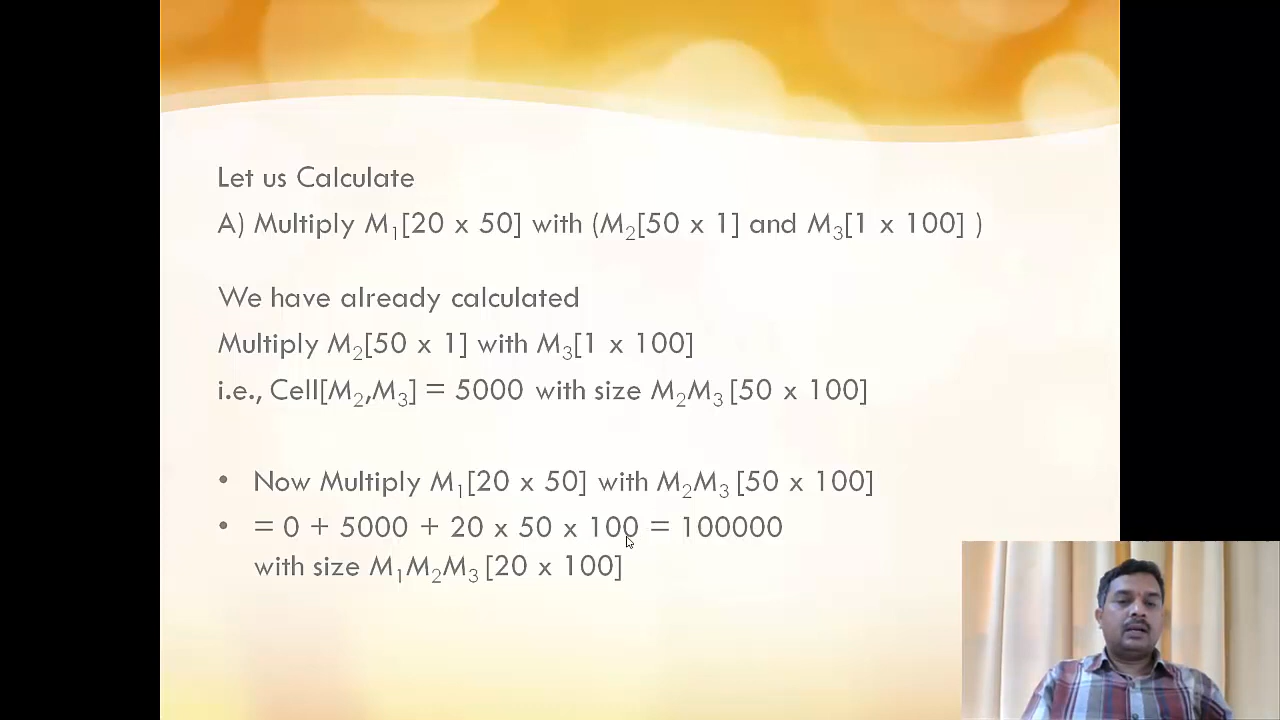 Let us Calculate
A) Multiply M₁[20 x 50] with (M₂[50 x 1] and M₃[1 x 100] )
We have already calculated
Multiply M₂[50 x 1] with M₃[1 x 100]
i.e., Cell[M₂,M₃] = 5000 with size M₂M₃ [50 x 100]
• Now Multiply M₁[20 x 50] with M₂M₃ [50 x 100]
• = 0 + 5000 + 20 x 50 x 100 = 100000
with size M₁M₂M₃ [20 x 100]